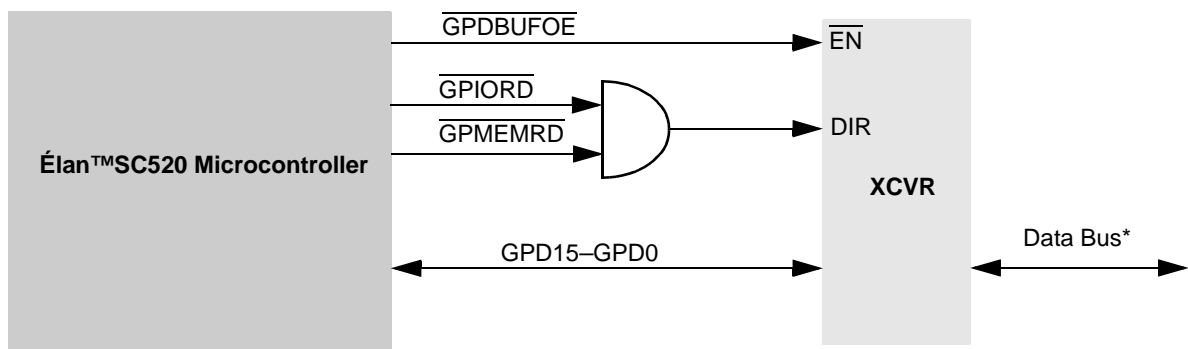 GPDBUFOE
EN
GPIORD
GPMEMRD
DIR
Élan™SC520 Microcontroller
XCVR
GPD15–GPD0
Data Bus*